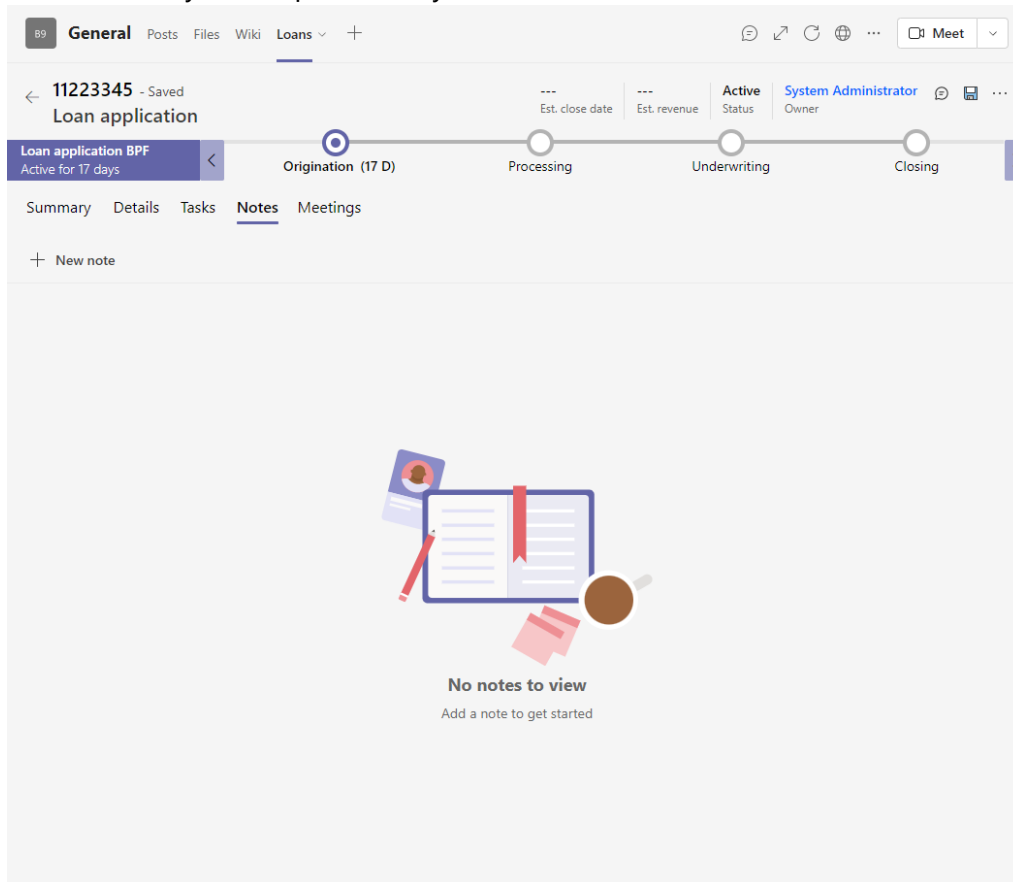 B9 General Posts Files Wiki Loans Meet
11223345 - Saved
Loan application
--- --- Active System Administrator
Est. close date Est. revenue Status Owner
Loan application BPF
Active for 17 days
Origination (17 D) Processing Underwriting Closing
Summary Details Tasks Notes Meetings
New note
No notes to view
Add a note to get started